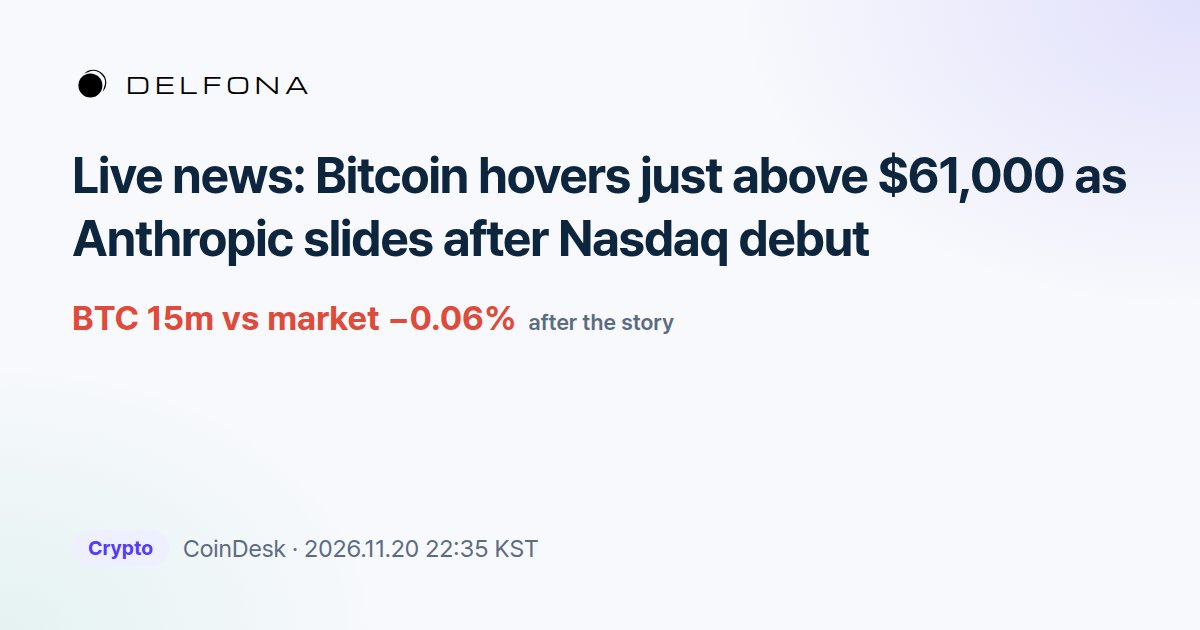 DELFONA
Live news: Bitcoin hovers just above $61,000 as
Anthropic slides after Nasdaq debut
BTC 15m vs market −0.06% after the story
Crypto CoinDesk · 2026.11.20 22:35 KST